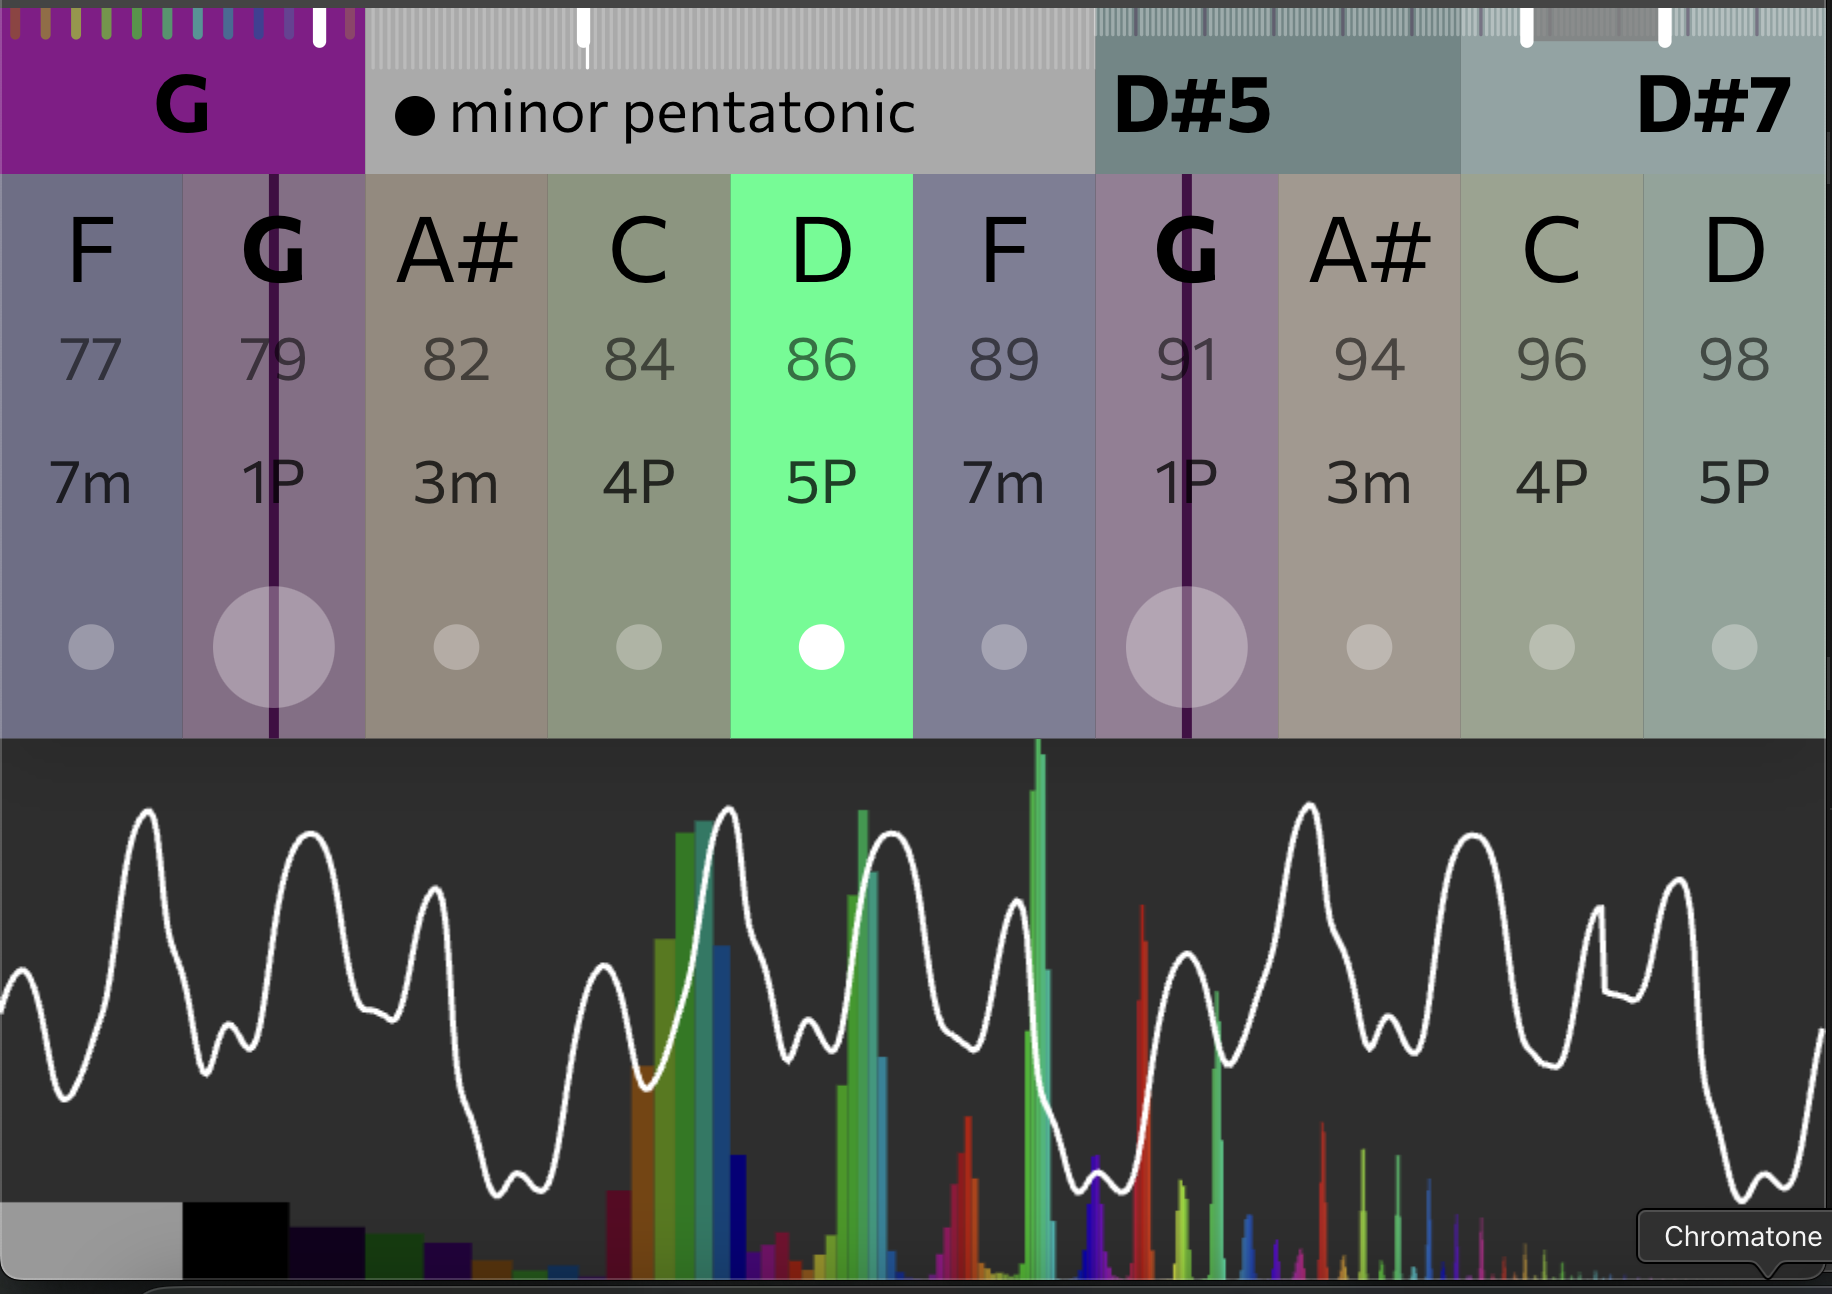 G ● minor pentatonic D#5 D#7
F G A# C D F G A# C D
77 79 82 84 86 89 91 94 96 98
7m 1P 3m 4P 5P 7m 1P 3m 4P 5P
Chromatone